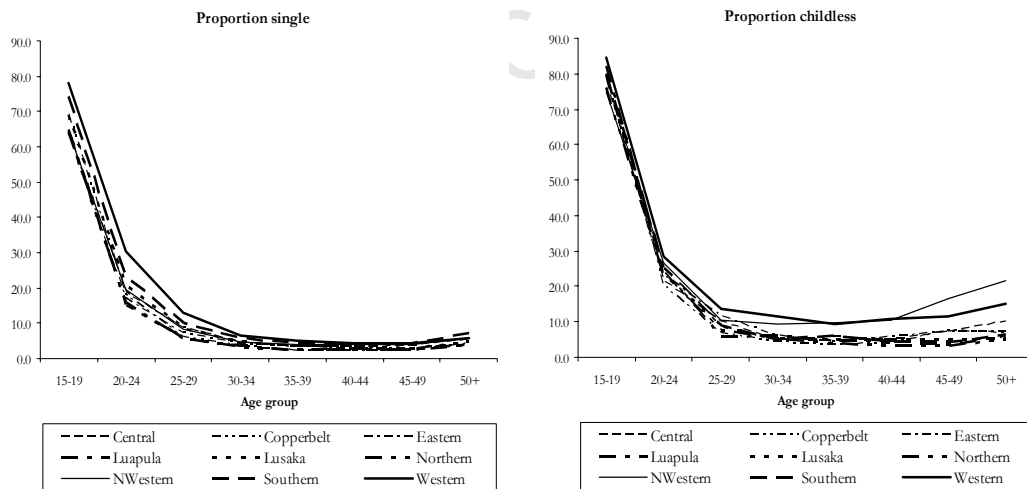 Proportion single
90.0
80.0
70.0
60.0
50.0
40.0
30.0
20.0
10.0
0.0
15-19 20-24 25-29 30-34 35-39 40-44 45-49 50+
Age group
Central Copperbelt Eastern
Luapula Lusaka Northern
NWestern Southern Western
Proportion childless
90.0
80.0
70.0
60.0
50.0
40.0
30.0
20.0
10.0
0.0
15-19 20-24 25-29 30-34 35-39 40-44 45-49 50+
Age group
Central Copperbelt Eastern
Luapula Lusaka Northern
NWestern Southern Western